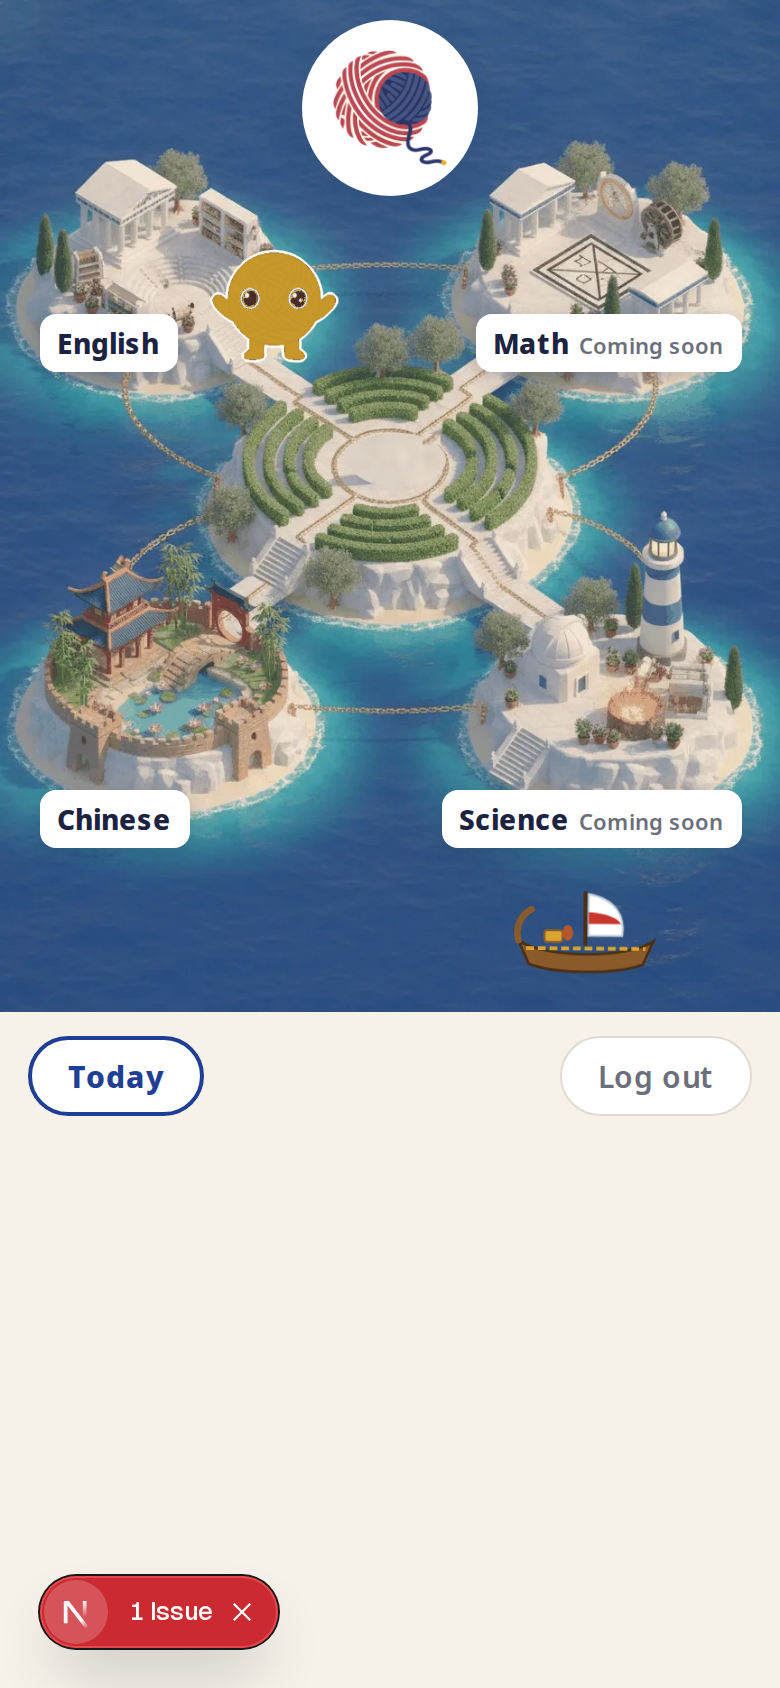 English
Math Coming soon
Chinese
Science Coming soon
Today
Log out
N 1 Issue